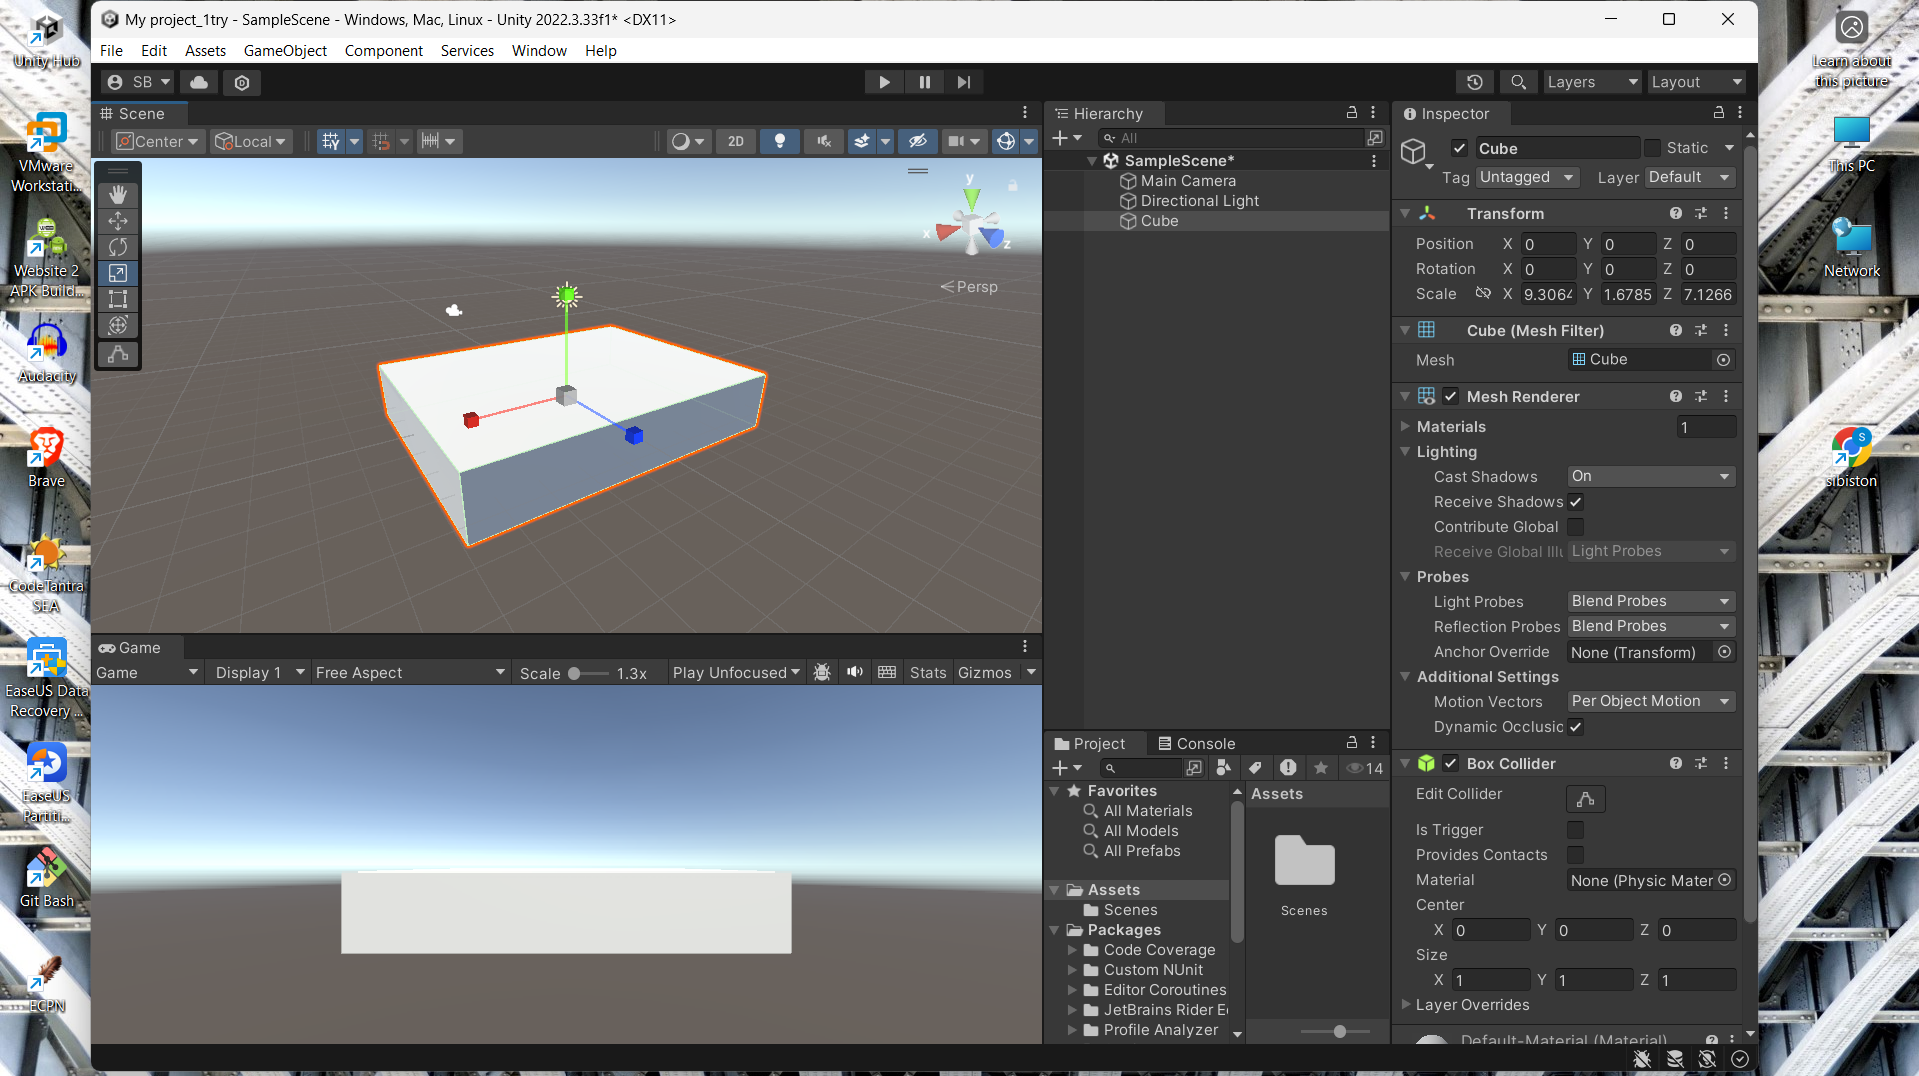 My project_1try - SampleScene - Windows, Mac, Linux - Unity 2022.3.33f1* <DX11>
File Edit Assets GameObject Component Services Window Help
SB
Layers Layout
Scene
Center Local 2D
y
x
z
Persp
Game
Game Display 1 Free Aspect Scale 1.3x Play Unfocused Stats Gizmos
Hierarchy
All
SampleScene*
Main Camera
Directional Light
Cube
Project Console
14
Favorites
All Materials
All Models
All Prefabs
Assets
Scenes
Packages
Code Coverage
Custom NUnit
Editor Coroutines
JetBrains Rider E
Profile Analyzer
Assets
Scenes
Inspector
Cube Static
Tag Untagged Layer Default
Transform
Position X 0 Y 0 Z 0
Rotation X 0 Y 0 Z 0
Scale X 9.3064 Y 1.6785 Z 7.1266
Cube (Mesh Filter)
Mesh Cube
Mesh Renderer
Materials 1
Lighting
Cast Shadows On
Receive Shadows
Contribute Global
Receive Global Illu Light Probes
Probes
Light Probes Blend Probes
Reflection Probes Blend Probes
Anchor Override None (Transform)
Additional Settings
Motion Vectors Per Object Motion
Dynamic Occlusic
Box Collider
Edit Collider
Is Trigger
Provides Contacts
Material None (Physic Mater
Center
X 0 Y 0 Z 0
Size
X 1 Y 1 Z 1
Layer Overrides
Default-Material (Material)
Unity Hub
VMware
Workstati...
Website 2
APK Build...
Audacity
Brave
CodeTantra
SEA
EaseUS Data
Recovery ...
EaseUS
Partiti...
Git Bash
ECPN
Learn about
this picture
This PC
Network
S
sibiston